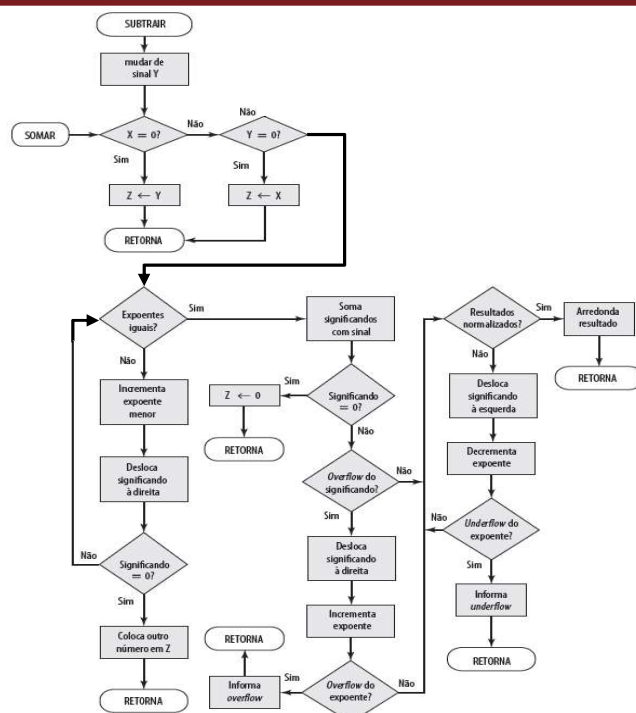 SUBTRAIR
mudar de
sinal Y
SOMAR
X = 0?
Não
Não
Y = 0?
Sim
Sim
Z ← Y
Z ← X
RETORNA
Expoentes
iguais?
Sim
Não
Incrementa
expoente
menor
Desloca
significando
à direita
Não
Significando
= 0?
Sim
Coloca outro
número em Z
RETORNA
Soma
significandos
com sinal
Sim
Significando
= 0?
Z ← 0
RETORNA
Não
Overflow do
significando?
Não
Sim
Desloca
significando
à direita
Incrementa
expoente
Overflow do
expoente?
Não
Sim
Informa
overflow
RETORNA
Resultados
normalizados?
Sim
Arredonda
resultado
RETORNA
Não
Desloca
significando
à esquerda
Decrementa
expoente
Não
Underflow do
expoente?
Sim
Informa
underflow
RETORNA